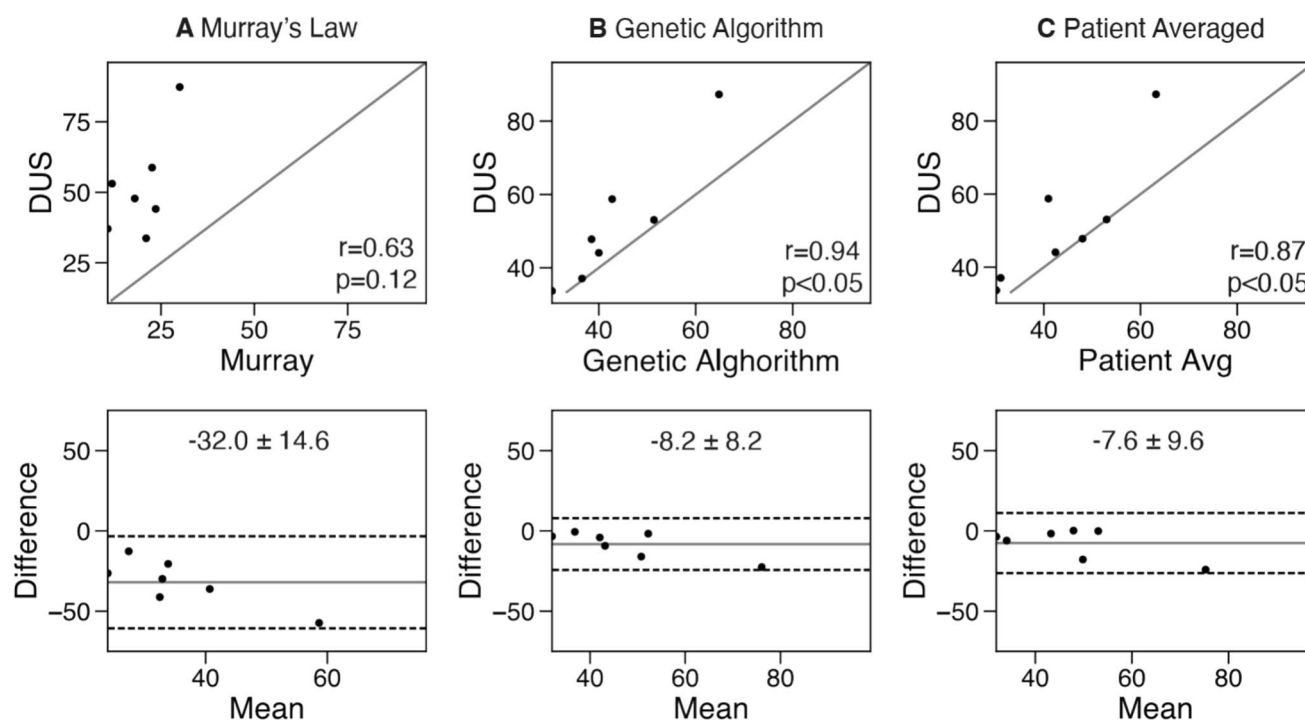 A Murray's Law
75
50
25
DUS
r=0.63
p=0.12
25 50 75
Murray
B Genetic Algorithm
80
60
40
DUS
r=0.94
p<0.05
40 60 80
Genetic Alghorithm
C Patient Averaged
80
60
40
DUS
r=0.87
p<0.05
40 60 80
Patient Avg
-32.0 ± 14.6
50
0
−50
Difference
40 60
Mean
-8.2 ± 8.2
50
0
−50
Difference
40 60 80
Mean
-7.6 ± 9.6
50
0
−50
Difference
40 60 80
Mean